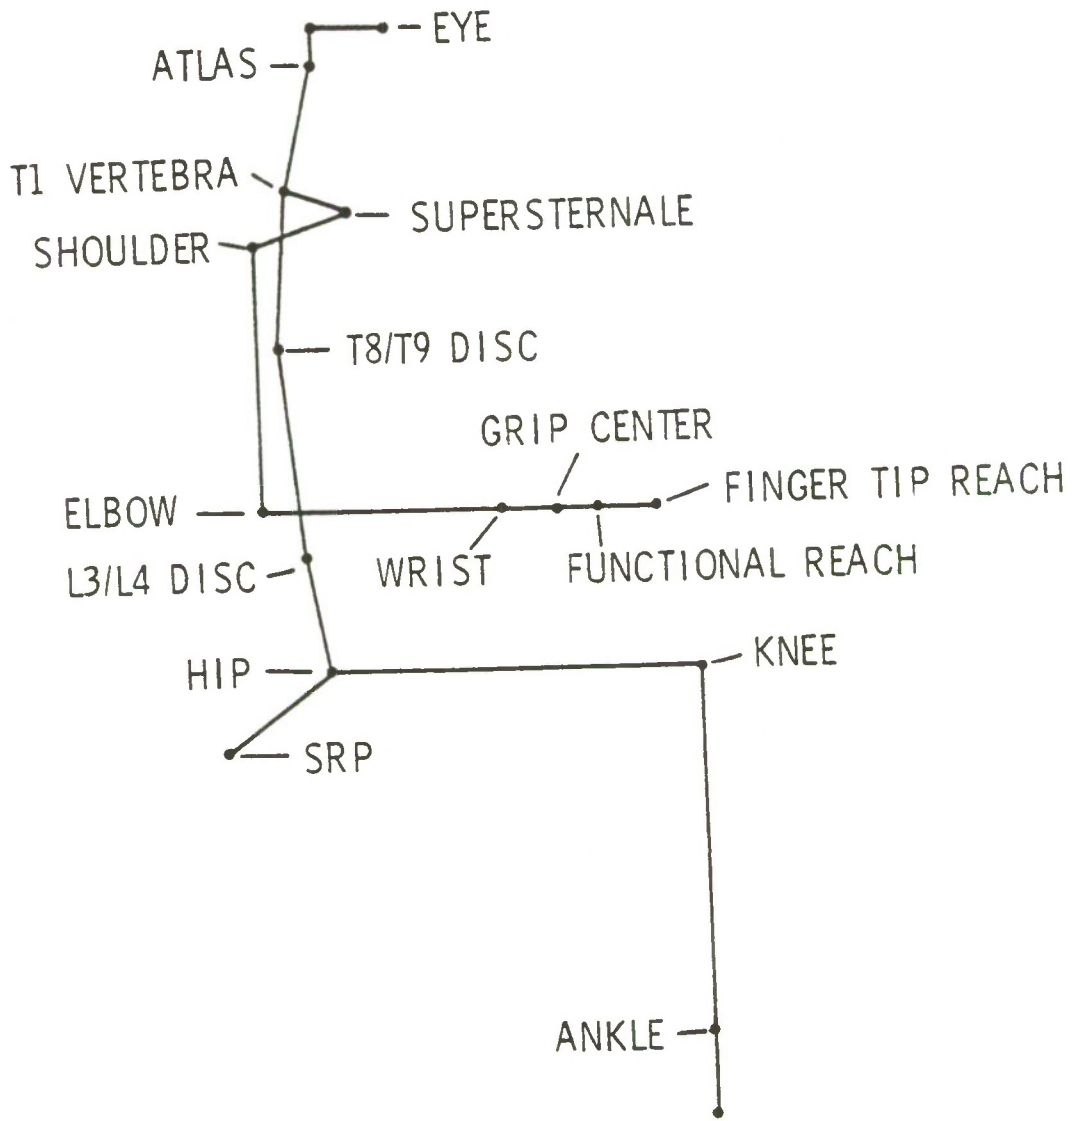 EYE
ATLAS
T1 VERTEBRA
SUPERSTERNALE
SHOULDER
T8/T9 DISC
GRIP CENTER
FINGER TIP REACH
ELBOW
WRIST
FUNCTIONAL REACH
L3/L4 DISC
KNEE
HIP
SRP
ANKLE